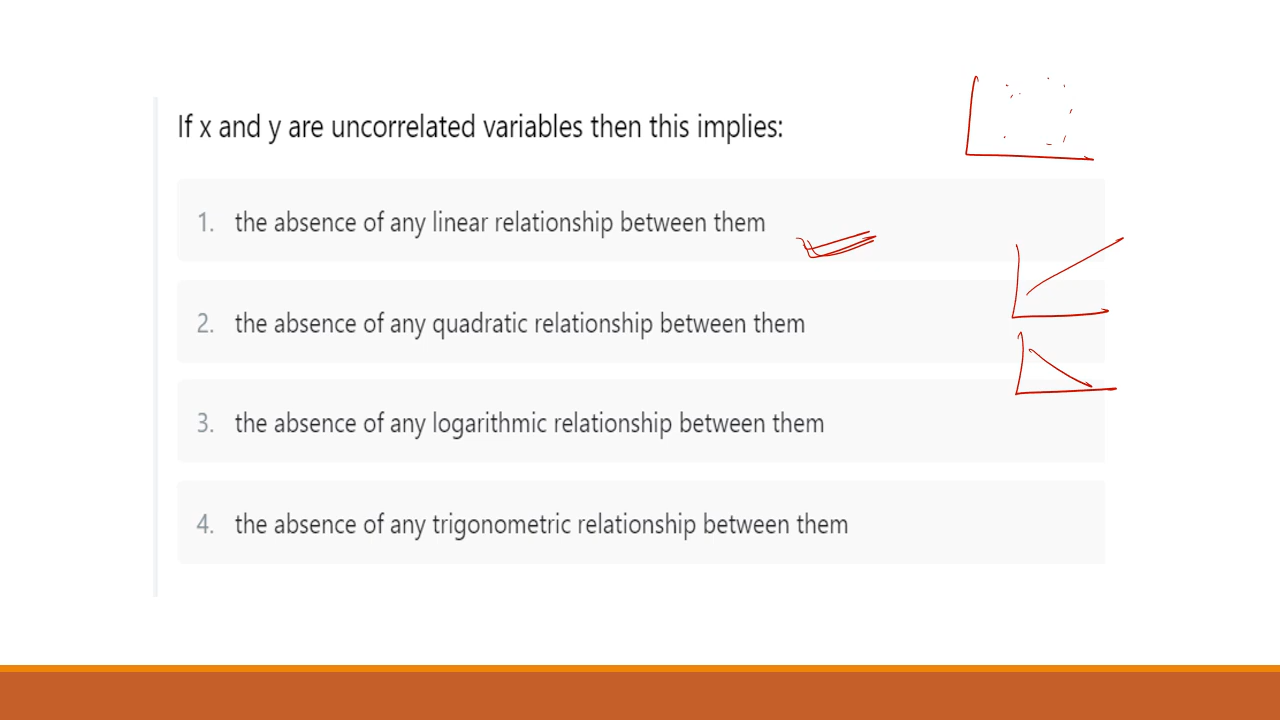 If x and y are uncorrelated variables then this implies:
1. the absence of any linear relationship between them
2. the absence of any quadratic relationship between them
3. the absence of any logarithmic relationship between them
4. the absence of any trigonometric relationship between them